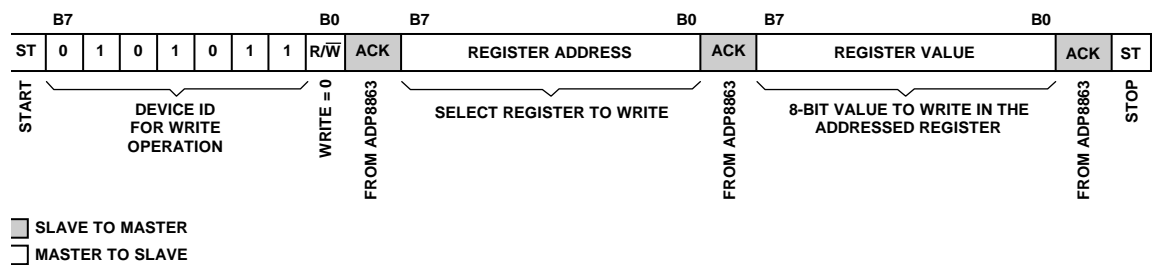 B7 B0 B7 B0 B7 B0
ST 0 1 0 1 0 1 1 R/W̅ ACK REGISTER ADDRESS ACK REGISTER VALUE ACK ST
START
DEVICE ID
FOR WRITE
OPERATION
WRITE = 0
FROM ADP8863
SELECT REGISTER TO WRITE
FROM ADP8863
8-BIT VALUE TO WRITE IN THE
ADDRESSED REGISTER
FROM ADP8863
STOP
SLAVE TO MASTER
MASTER TO SLAVE